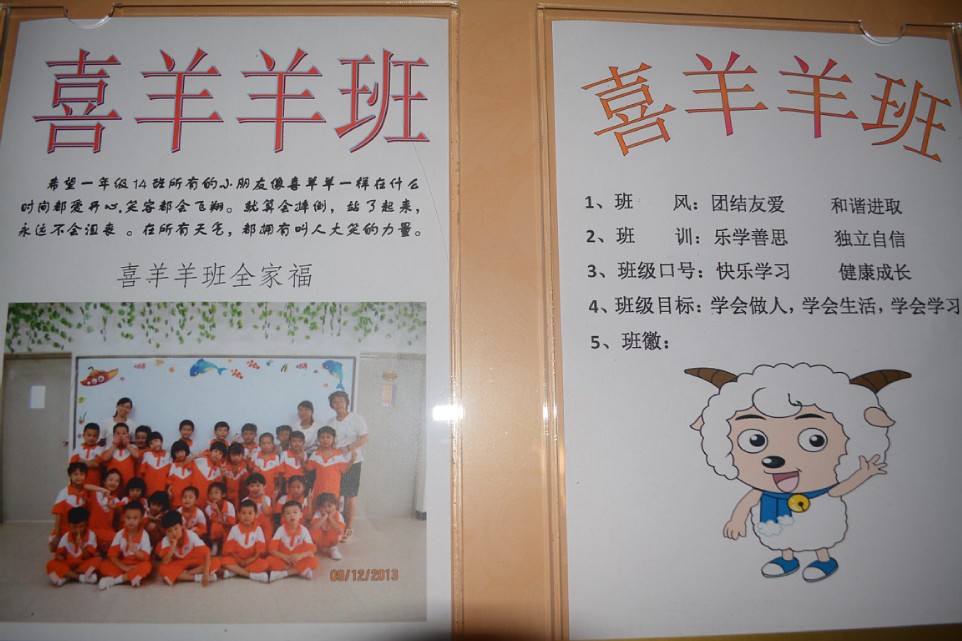 喜羊羊班
希望一年级14班所有的小朋友像喜羊羊一样在什么
时间都爱开心,笑容都会飞翔。就算会摔倒，站了起来，
永远不会沮丧。在所有天气，都拥有叫人大笑的力量。
喜羊羊班全家福
09/12/2013
喜羊羊班
1、班 风：团结友爱 和谐进取
2、班 训：乐学善思 独立自信
3、班级口号：快乐学习 健康成长
4、班级目标：学会做人，学会生活，学会学习
5、班徽：